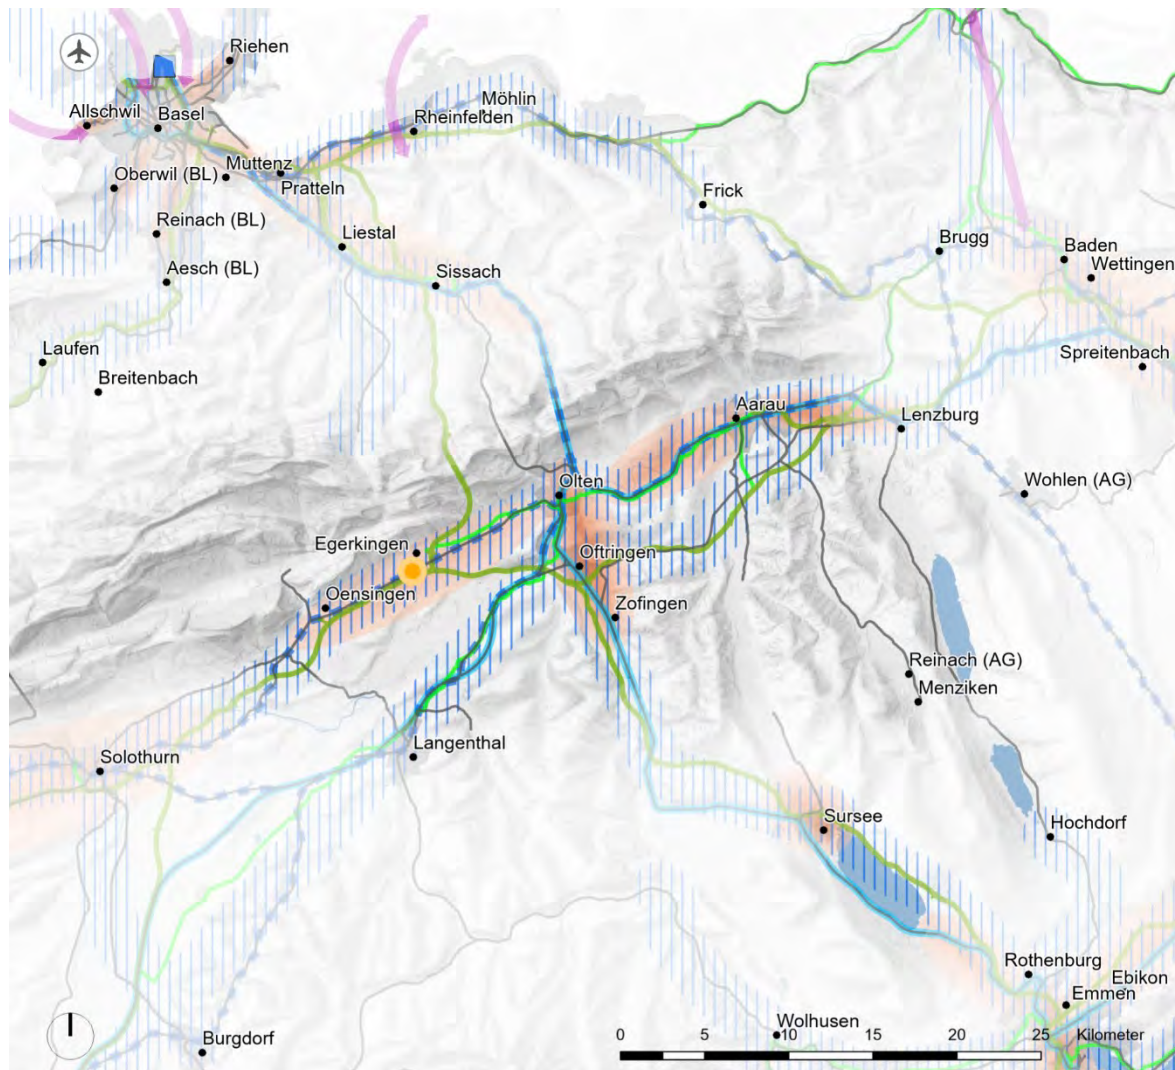 Riehen
Möhlin
Allschwil
Basel
Rheinfelden
Muttenz
Oberwil (BL)
Pratteln
Frick
Reinach (BL)
Liestal
Brugg
Baden
Wettingen
Aesch (BL)
Sissach
Laufen
Spreitenbach
Breitenbach
Aarau
Lenzburg
Olten
Wohlen (AG)
Egerkingen
Oftringen
Oensingen
Zofingen
Reinach (AG)
Menziken
Langenthal
Solothurn
Sursee
Hochdorf
Rothenburg
Ebikon
Emmen
Wolhusen
Burgdorf
0 5 10 15 20 25 Kilometer